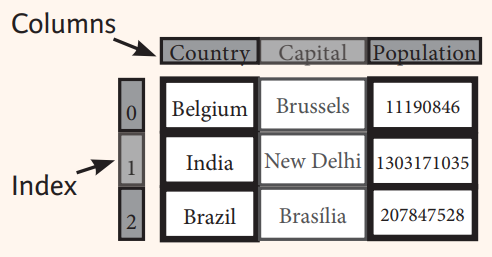 Columns
Country Capital Population
0 Belgium Brussels 11190846
1 India New Delhi 1303171035
Index
2 Brazil Brasília 207847528